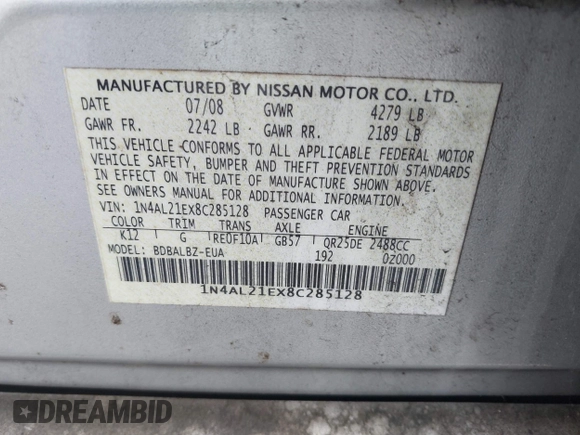 MANUFACTURED BY NISSAN MOTOR CO., LTD.
DATE 07/08 GVWR 4279 LB
GAWR FR. 2242 LB · GAWR RR. 2189 LB
THIS VEHICLE CONFORMS TO ALL APPLICABLE FEDERAL MOTOR
VEHICLE SAFETY, BUMPER AND THEFT PREVENTION STANDARDS
IN EFFECT ON THE DATE OF MANUFACTURE SHOWN ABOVE.
SEE OWNERS MANUAL FOR ADDITIONAL INFORMATION.
VIN: 1N4AL21EX8C285128 PASSENGER CAR
COLOR TRIM TRANS AXLE ENGINE
K12 G RE0F10A GB57 QR25DE 2488CC
MODEL: BDBALBZ-EUA 192 0Z000
1N4AL21EX8C285128 H
DREAMBID